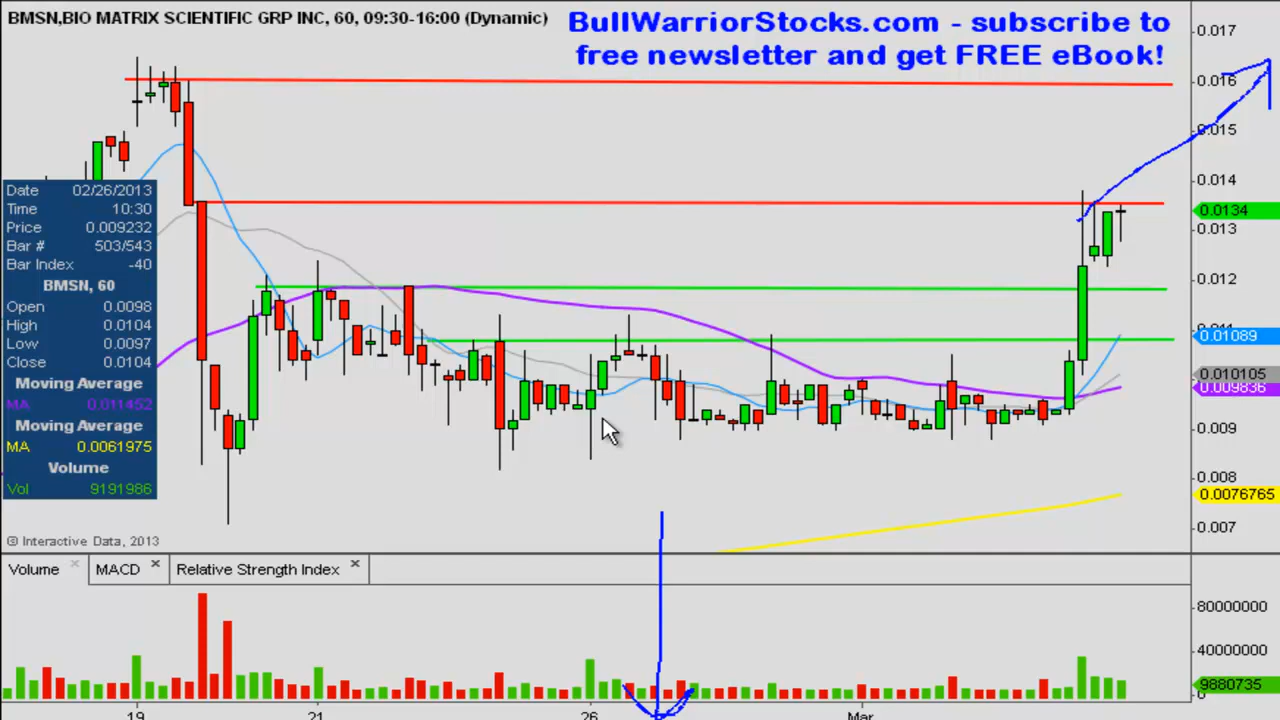 BMSN,BIO MATRIX SCIENTIFIC GRP INC, 60, 09:30-16:00 (Dynamic)
BullWarriorStocks.com - subscribe to
free newsletter and get FREE eBook!
0.017
0.016
0.015
0.014
0.0134
0.013
0.012
0.01089
0.010105
0.009836
0.009
0.008
0.0076765
0.007
Date 02/26/2013
Time 10:30
Price 0.009232
Bar # 503/543
Bar Index -40
BMSN, 60
Open 0.0098
High 0.0104
Low 0.0097
Close 0.0104
Moving Average
MA 0.011452
Moving Average
MA 0.0061975
Volume
Vol 9191986
© Interactive Data, 2013
Volume × MACD × Relative Strength Index ×
80000000
40000000
9880735
0
19 21 26 Mar